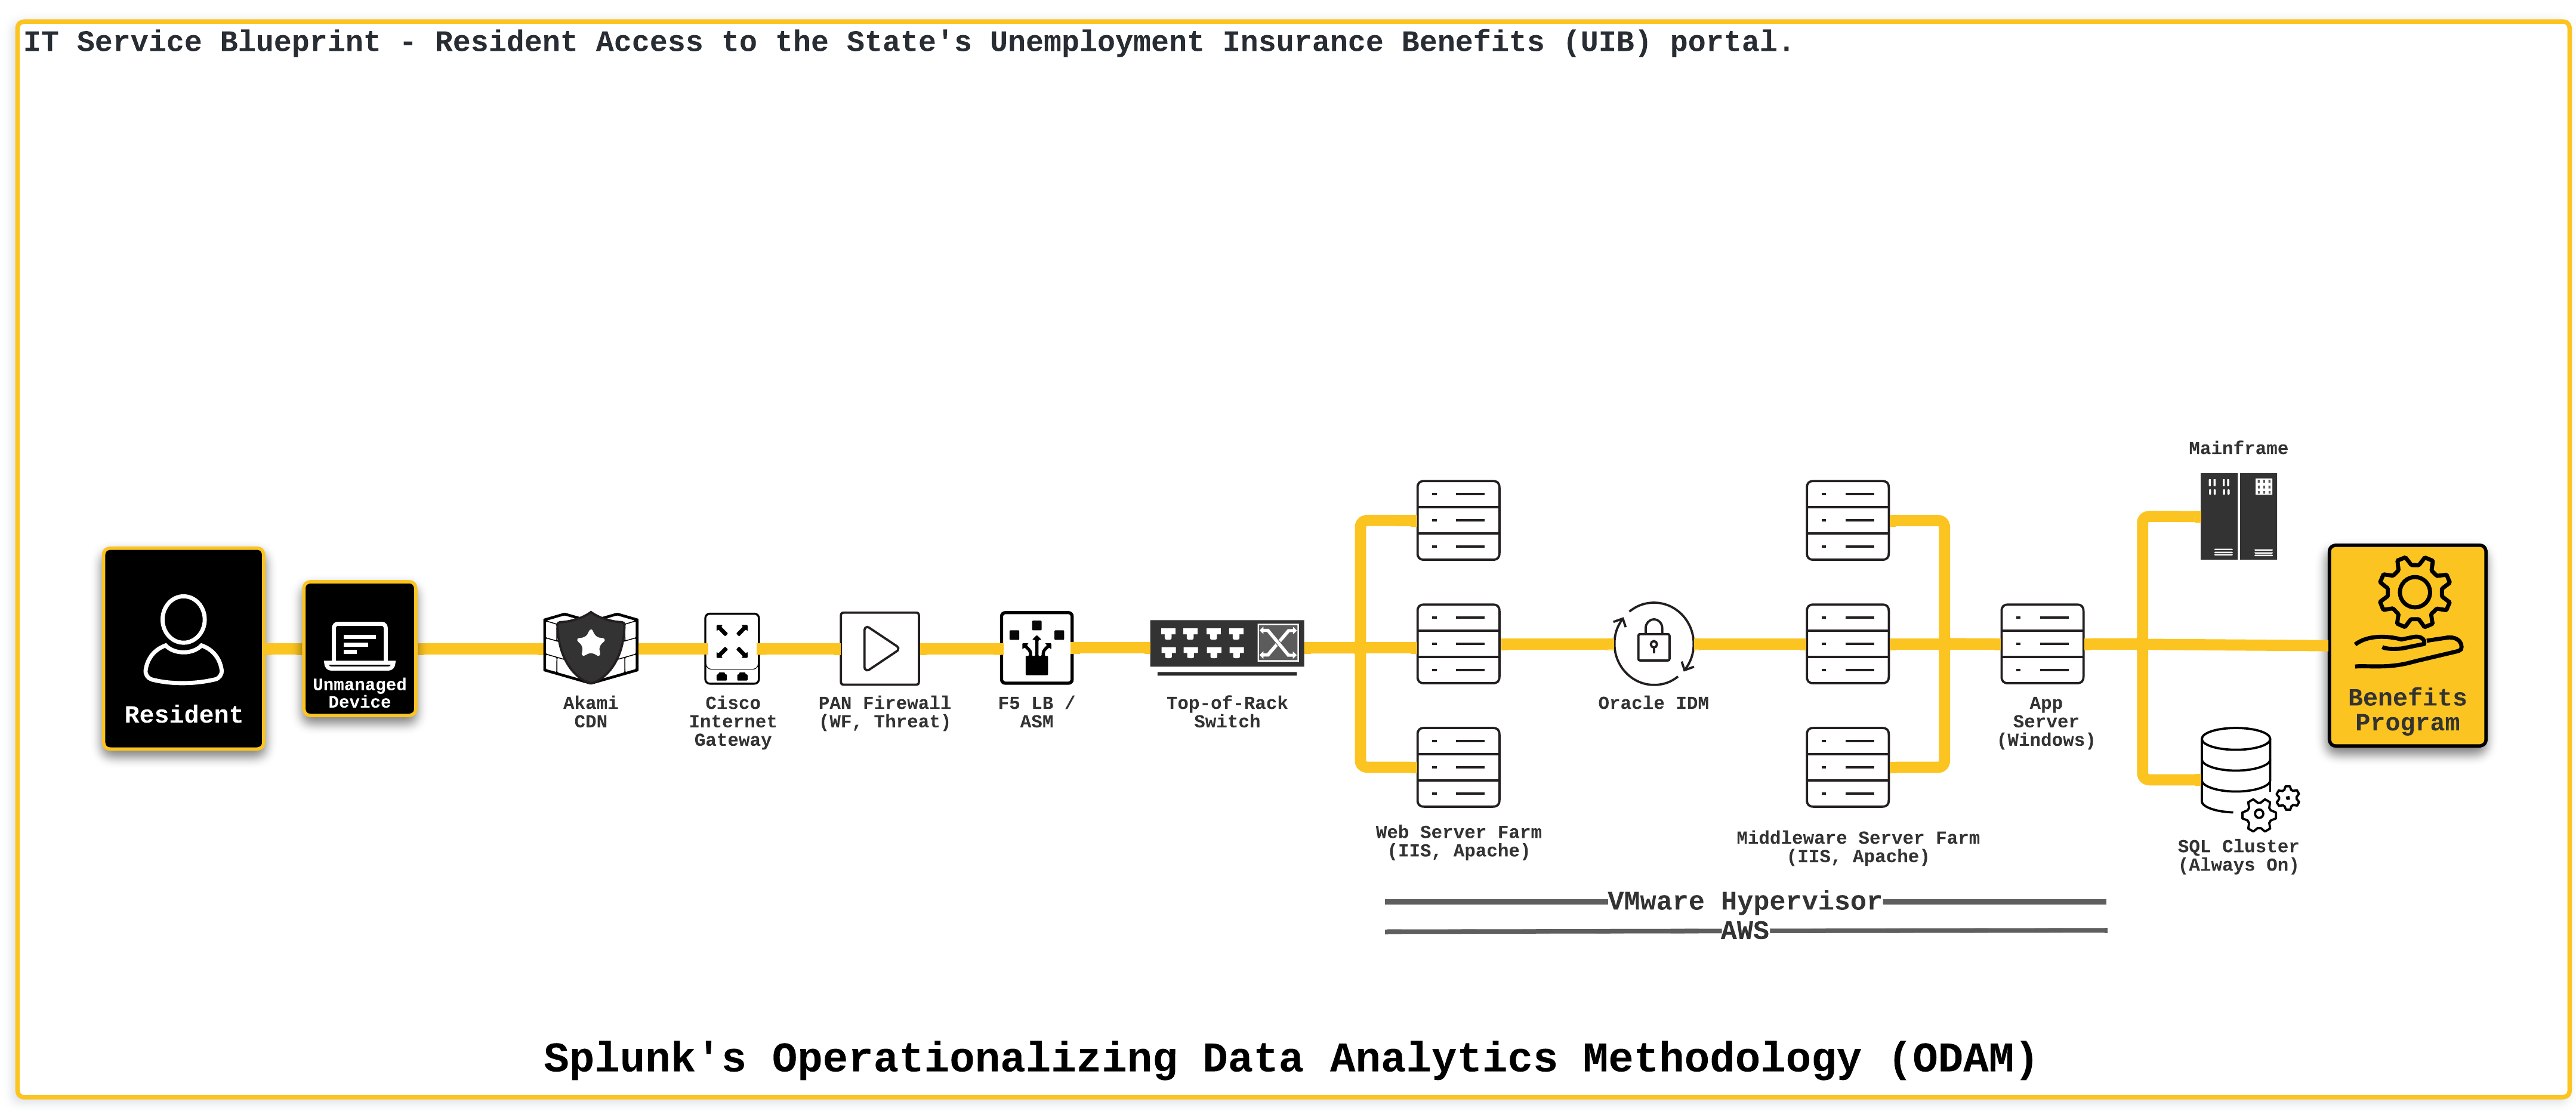 IT Service Blueprint - Resident Access to the State's Unemployment Insurance Benefits (UIB) portal.
Mainframe
Resident
Unmanaged
Device
Akami
CDN
Cisco
Internet
Gateway
PAN Firewall
(WF, Threat)
F5 LB /
ASM
Top-of-Rack
Switch
Web Server Farm
(IIS, Apache)
Oracle IDM
Middleware Server Farm
(IIS, Apache)
App
Server
(Windows)
SQL Cluster
(Always On)
Benefits
Program
VMware Hypervisor
AWS
Splunk's Operationalizing Data Analytics Methodology (ODAM)